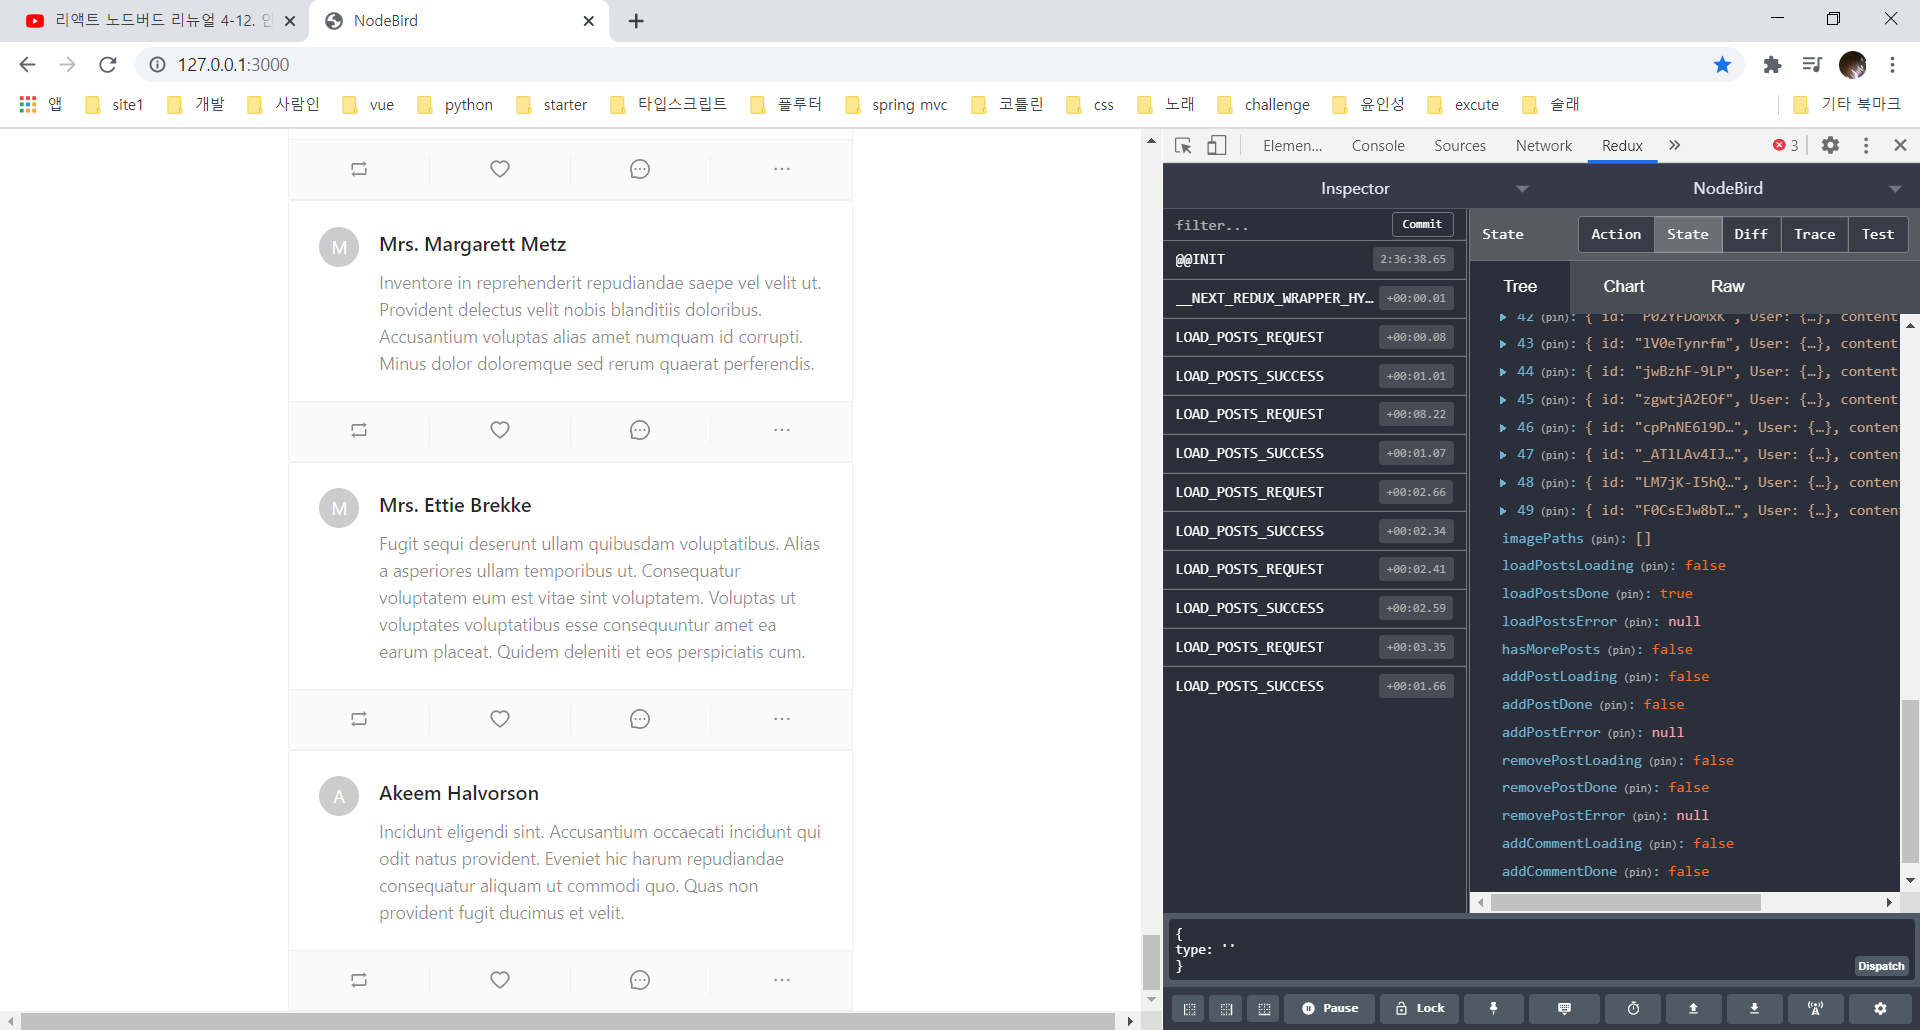 리액트 노드버드 리뉴얼 4-12. 인
NodeBird
127.0.0.1:3000
앱
site1
개발
사람인
vue
python
starter
타입스크립트
플루터
spring mvc
코틀린
css
노래
challenge
윤인성
excute
술래
기타 북마크
M
Mrs. Margarett Metz
Inventore in reprehenderit repudiandae saepe vel velit ut.
Provident delectus velit nobis blanditiis doloribus.
Accusantium voluptas alias amet numquam id corrupti.
Minus dolor doloremque sed rerum quaerat perferendis.
M
Mrs. Ettie Brekke
Fugit sequi deserunt ullam quibusdam voluptatibus. Alias
a asperiores ullam temporibus ut. Consequatur
voluptatem eum est vitae sint voluptatem. Voluptas ut
voluptates voluptatibus esse consequuntur amet ea
earum placeat. Quidem deleniti et eos perspiciatis cum.
A
Akeem Halvorson
Incidunt eligendi sint. Accusantium occaecati incidunt qui
odit natus provident. Eveniet hic harum repudiandae
consequatur aliquam ut commodi quo. Quas non
provident fugit ducimus et velit.
Elemen... Console Sources Network Redux » 3
Inspector
NodeBird
filter... Commit
@@INIT 2:36:38.65
__NEXT_REDUX_WRAPPER_HY... +00:00.01
LOAD_POSTS_REQUEST +00:00.08
LOAD_POSTS_SUCCESS +00:01.01
LOAD_POSTS_REQUEST +00:08.22
LOAD_POSTS_SUCCESS +00:01.07
LOAD_POSTS_REQUEST +00:02.66
LOAD_POSTS_SUCCESS +00:02.34
LOAD_POSTS_REQUEST +00:02.41
LOAD_POSTS_SUCCESS +00:02.59
LOAD_POSTS_REQUEST +00:03.35
LOAD_POSTS_SUCCESS +00:01.66
State Action State Diff Trace Test
Tree Chart Raw
42 (pin): { id: "P02YFDoMxK", User: {…}, content
43 (pin): { id: "lV0eTynrfm", User: {…}, content
44 (pin): { id: "jwBzhF-9LP", User: {…}, content
45 (pin): { id: "zgwtjA2EOf", User: {…}, content
46 (pin): { id: "cpPnNE6l9D…", User: {…}, conten
47 (pin): { id: "_ATlLAv4IJ…", User: {…}, conten
48 (pin): { id: "LM7jK-I5hQ…", User: {…}, conten
49 (pin): { id: "F0CsEJw8bT…", User: {…}, conten
imagePaths (pin): []
loadPostsLoading (pin): false
loadPostsDone (pin): true
loadPostsError (pin): null
hasMorePosts (pin): false
addPostLoading (pin): false
addPostDone (pin): false
addPostError (pin): null
removePostLoading (pin): false
removePostDone (pin): false
removePostError (pin): null
addCommentLoading (pin): false
addCommentDone (pin): false
{
type: ''
}
Dispatch
Pause
Lock